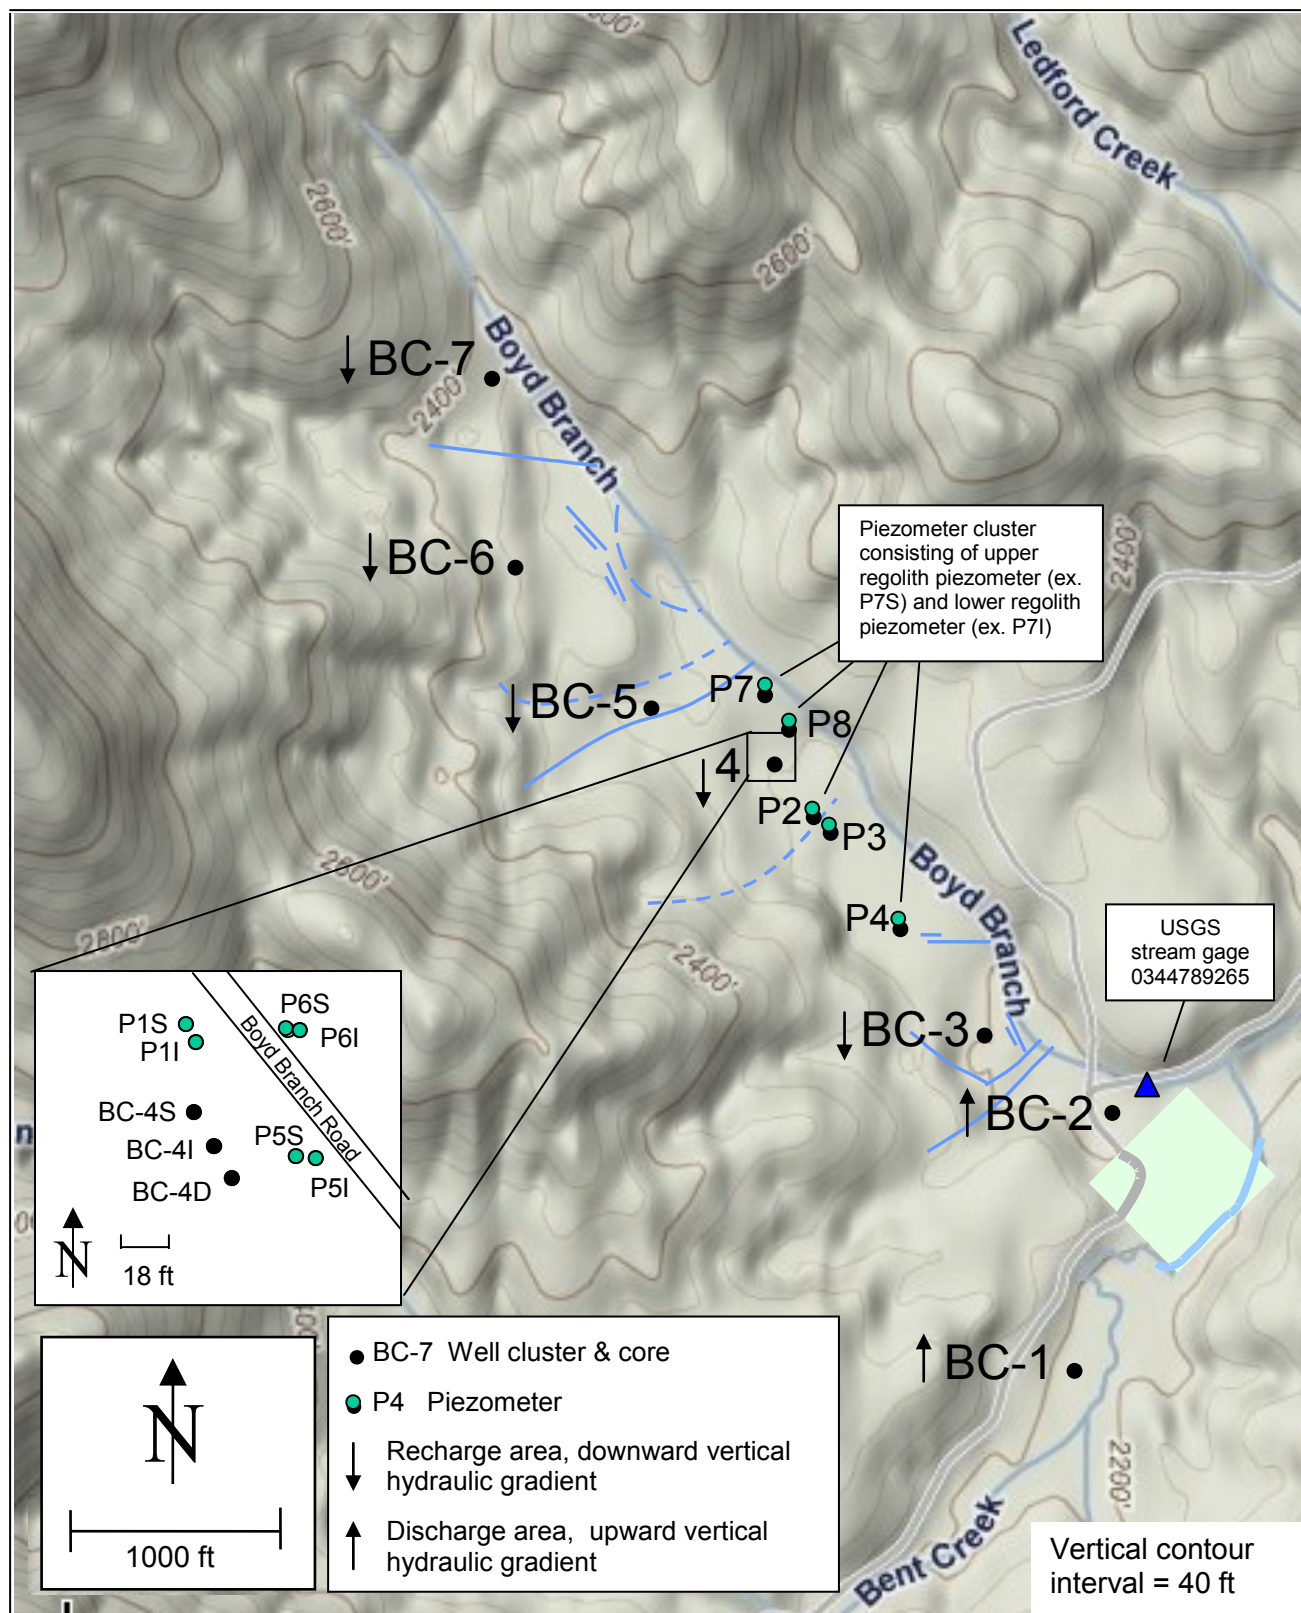 Ledford Creek
2600'
2600'
Boyd Branch
BC-7
2400
BC-6
Piezometer cluster
consisting of upper
regolith piezometer (ex.
P7S) and lower regolith
piezometer (ex. P7I)
2400'
BC-5
P7
P8
4
P2
P3
2600'
Boyd Branch
P4
2800'
2400'
USGS
stream gage
0344789265
BC-3
BC-2
P1S
P1I
P6S
P6I
Boyd Branch Road
BC-4S
BC-4I
BC-4D
P5S
P5I
N
18 ft
BC-1
2200'
Bent Creek
N
1000 ft
BC-7 Well cluster & core
P4 Piezometer
Recharge area, downward vertical
hydraulic gradient
Discharge area, upward vertical
hydraulic gradient
Vertical contour
interval = 40 ft